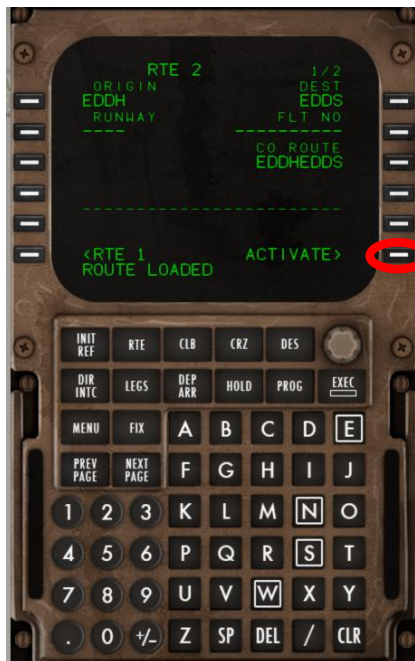 RTE 2 1/2
ORIGIN DEST
EDDH EDDS
RUNWAY FLT NO
---- ----------
CO ROUTE
EDDHEDDS
--------------------------
<RTE 1 ACTIVATE>
ROUTE LOADED
INIT REF RTE CLB CRZ DES
DIR INTC LEGS DEP ARR HOLD PROG EXEC
MENU FIX A B C D E
PREV PAGE NEXT PAGE F G H I J
1 2 3 K L M N O
4 5 6 P Q R S T
7 8 9 U V W X Y
. 0 +/- Z SP DEL / CLR